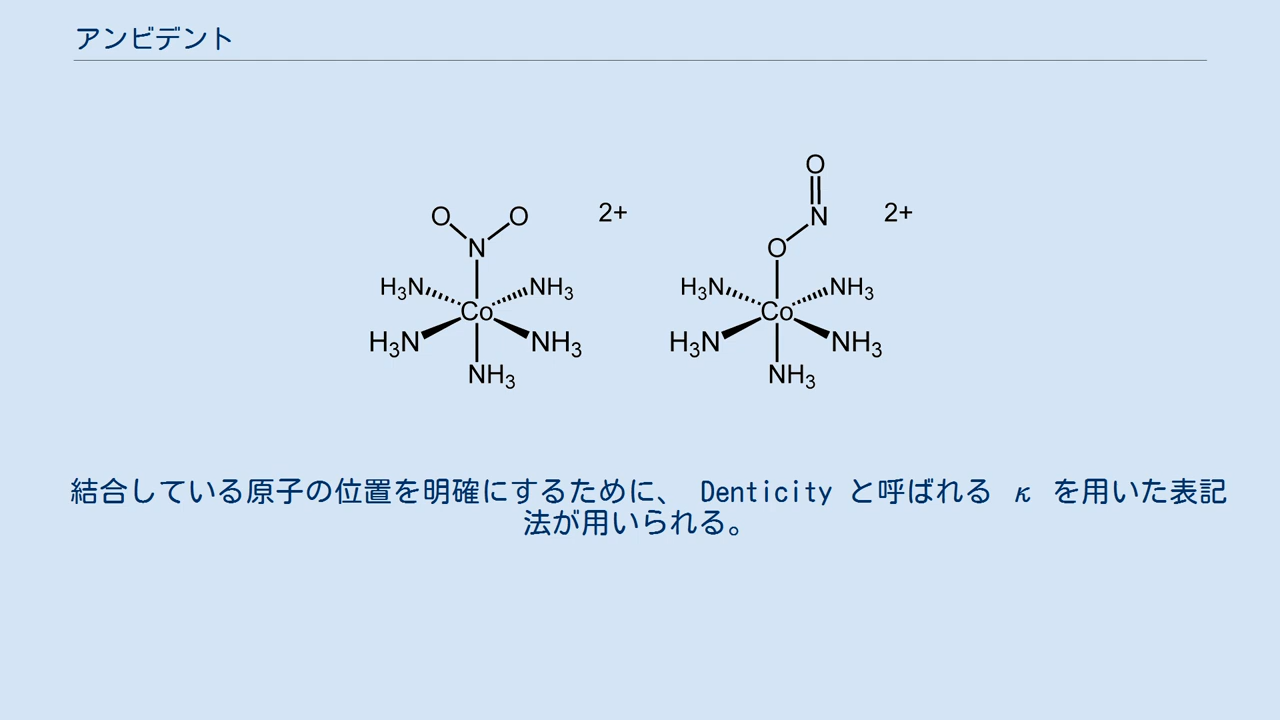 アンビデント
O
O O N
2+ 2+
N O
H3N NH3 H3N NH3
Co Co
H3N NH3 H3N NH3
NH3 NH3
結合している原子の位置を明確にするために、 Denticity と呼ばれる κ を用いた表記
法が用いられる。